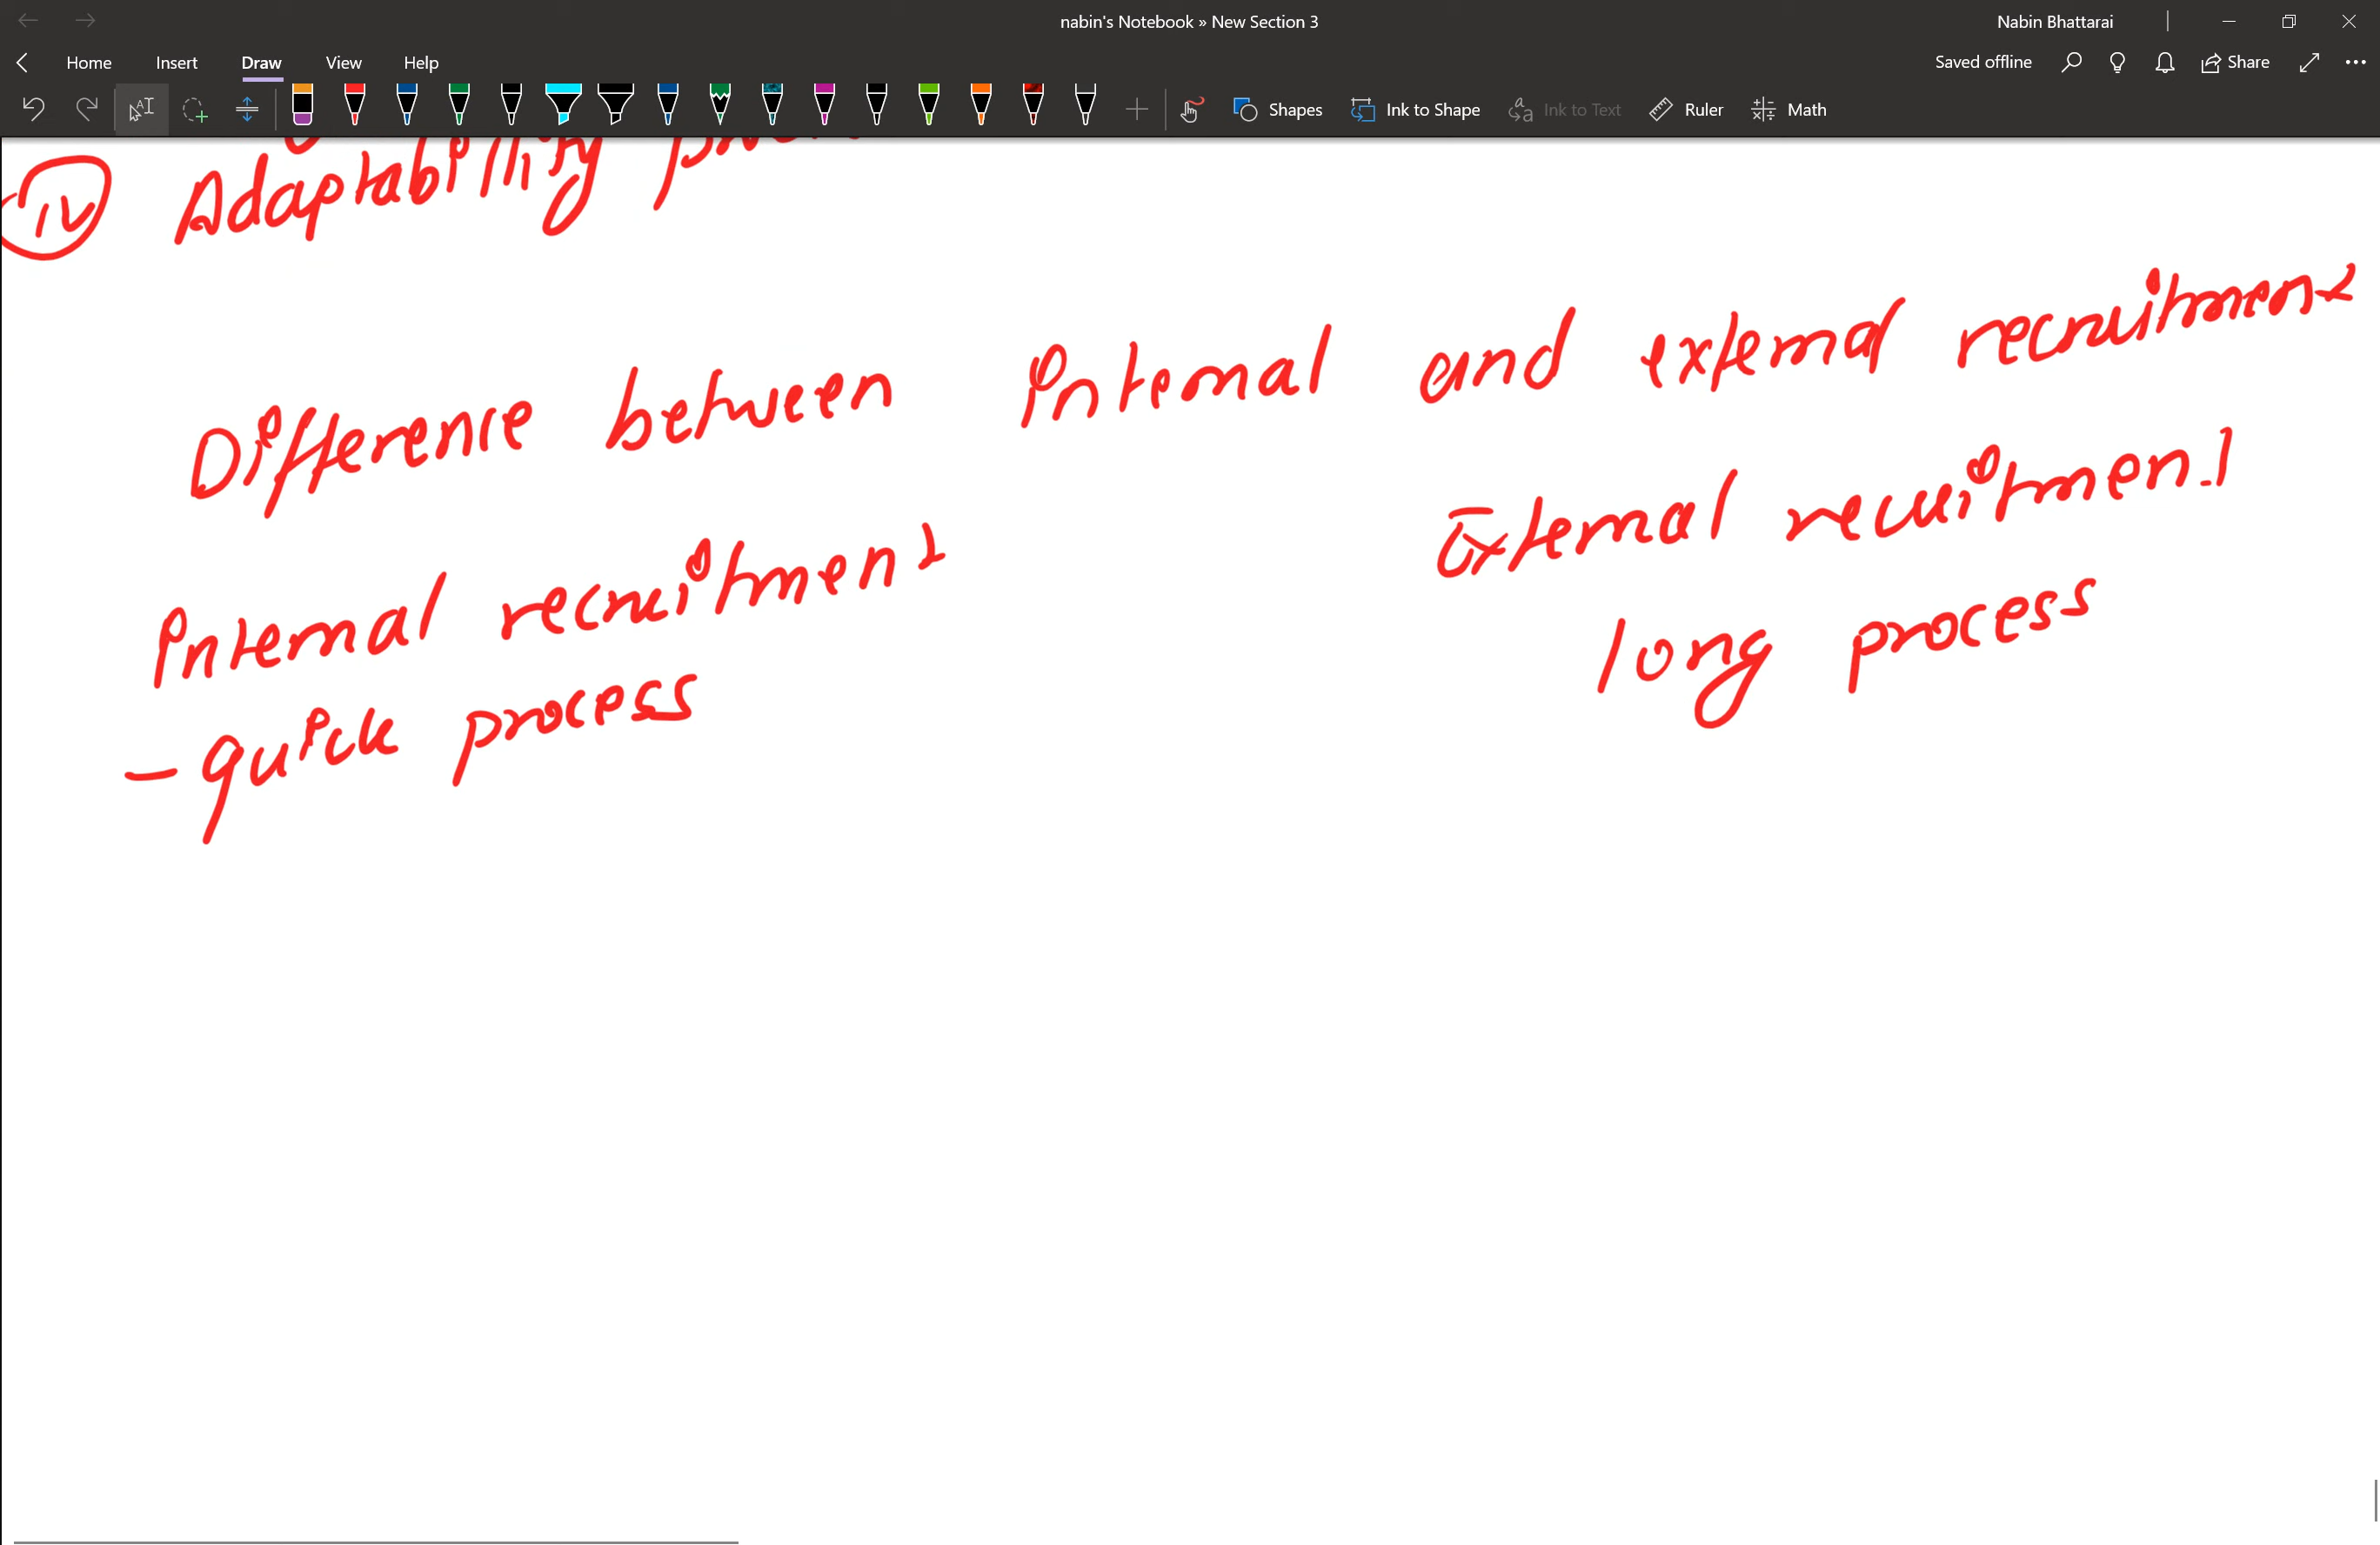 nabin's Notebook » New Section 3
Nabin Bhattarai
Home Insert Draw View Help
Saved offline
Share
Shapes Ink to Shape Ink to Text Ruler Math
iv Adaptability
Difference between Internal and external recruitment
Internal recruitment External recuitment
- quick process long process